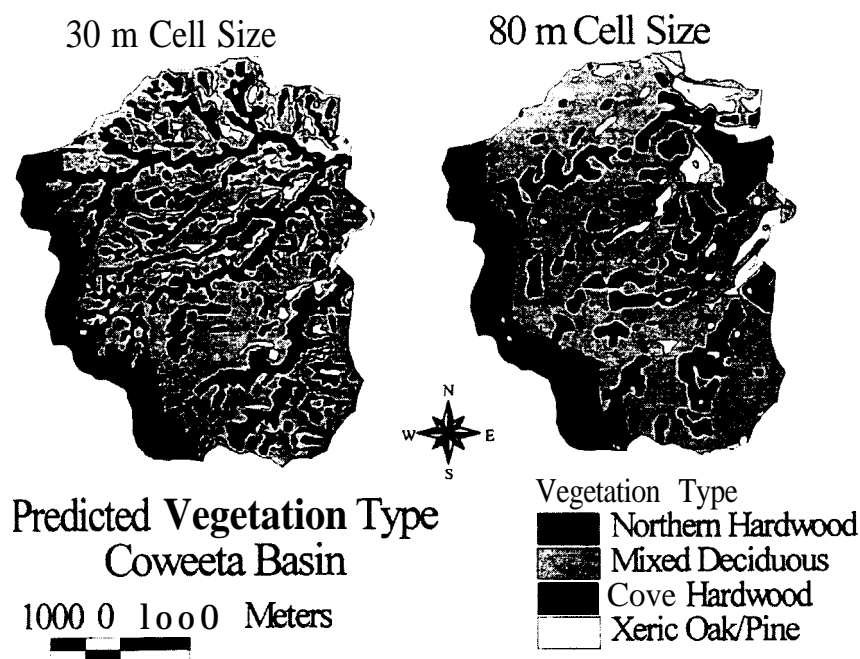 30 m Cell Size
80 m Cell Size
N
W E
S
Predicted Vegetation Type
Coweeta Basin
1000 0 1oo0 Meters
Vegetation Type
Northern Hardwood
Mixed Deciduous
Cove Hardwood
Xeric Oak/Pine